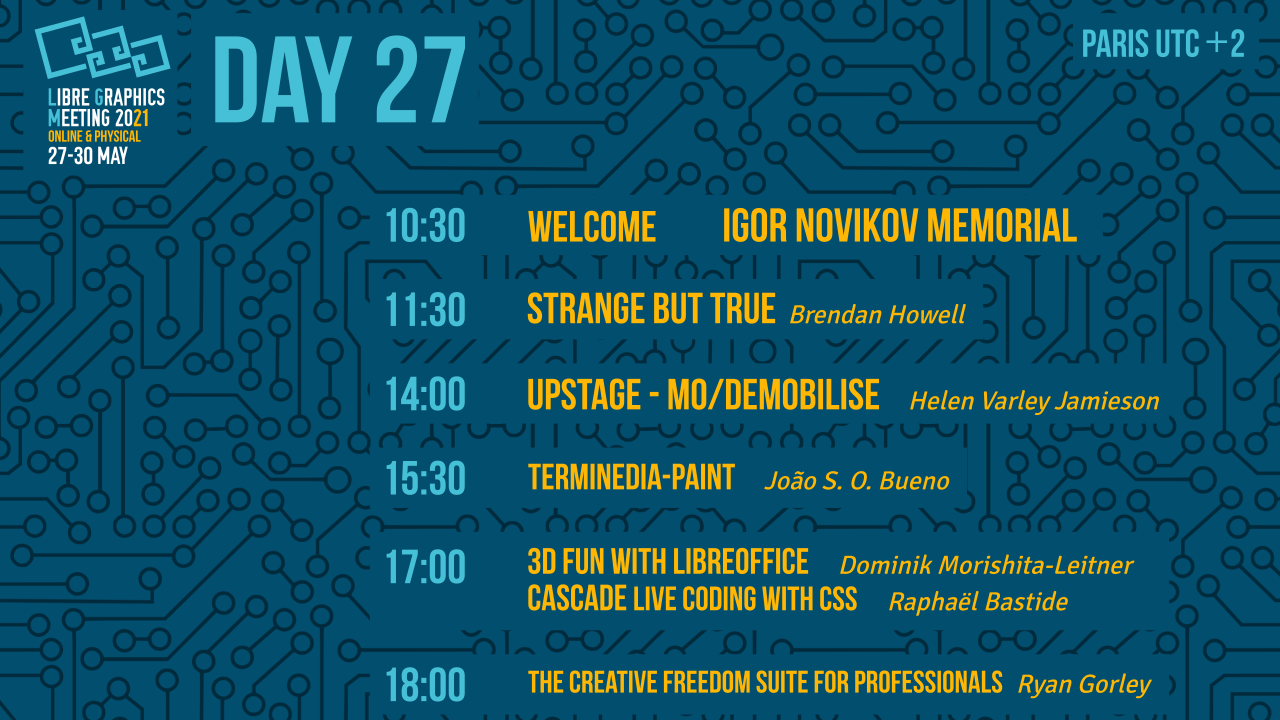 LIBRE GRAPHICS
MEETING 2021
ONLINE & PHYSICAL
27-30 MAY
DAY 27
PARIS UTC +2
10:30 WELCOME IGOR NOVIKOV MEMORIAL
11:30 STRANGE BUT TRUE Brendan Howell
14:00 UPSTAGE - MO/DEMOBILISE Helen Varley Jamieson
15:30 TERMINEDIA-PAINT João S. O. Bueno
17:00 3D FUN WITH LIBREOFFICE Dominik Morishita-Leitner
CASCADE LIVE CODING WITH CSS Raphaël Bastide
18:00 THE CREATIVE FREEDOM SUITE FOR PROFESSIONALS Ryan Gorley